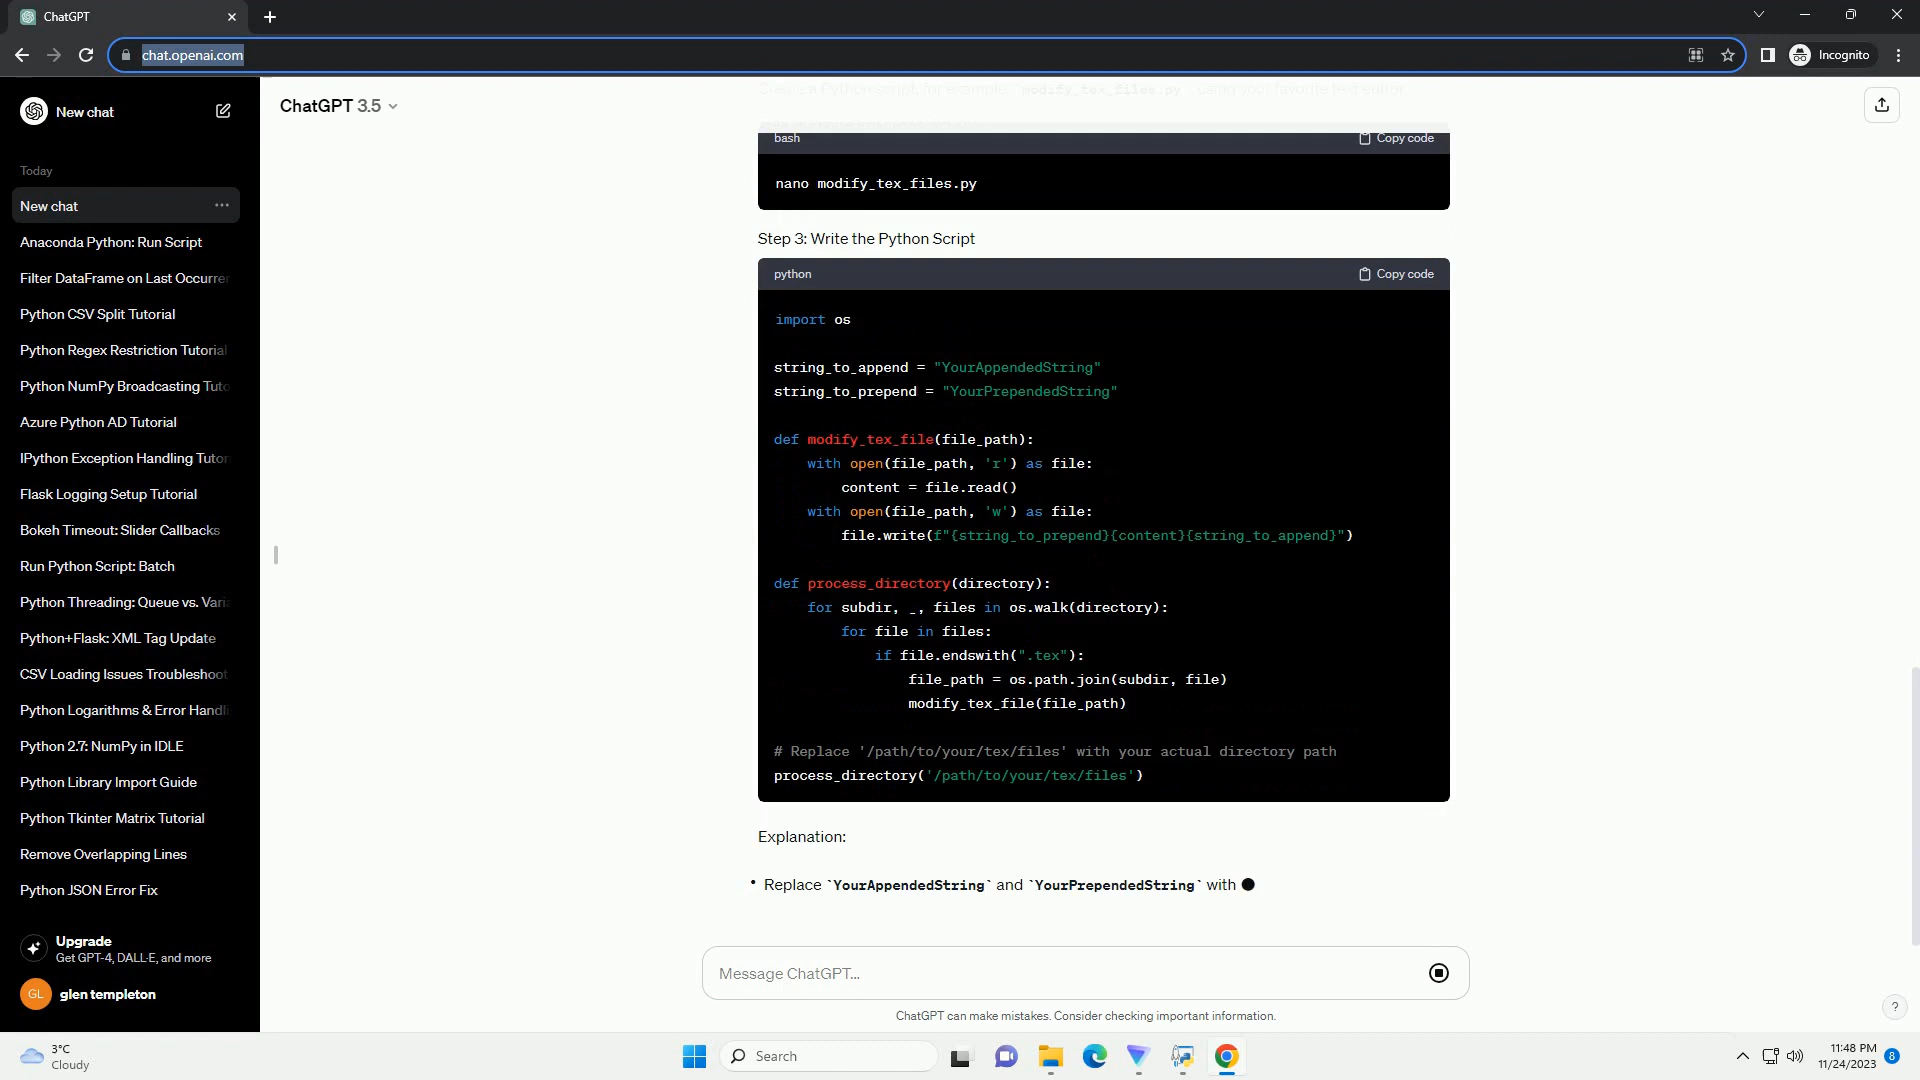 ChatGPT
chat.openai.com
Incognito
New chat
Today
New chat
Anaconda Python: Run Script
Filter DataFrame on Last Occurre
Python CSV Split Tutorial
Python Regex Restriction Tutorial
Python NumPy Broadcasting Tuto
Azure Python AD Tutorial
IPython Exception Handling Tutor
Flask Logging Setup Tutorial
Bokeh Timeout: Slider Callbacks
Run Python Script: Batch
Python Threading: Queue vs. Varia
Python+Flask: XML Tag Update
CSV Loading Issues Troubleshoot
Python Logarithms & Error Handli
Python 2.7: NumPy in IDLE
Python Library Import Guide
Python Tkinter Matrix Tutorial
Remove Overlapping Lines
Python JSON Error Fix
Upgrade
Get GPT-4, DALL·E, and more
GL glen templeton
ChatGPT 3.5
bash Copy code
nano modify_tex_files.py
Step 3: Write the Python Script
python Copy code
import os
string_to_append = "YourAppendedString"
string_to_prepend = "YourPrependedString"
def modify_tex_file(file_path):
with open(file_path, 'r') as file:
content = file.read()
with open(file_path, 'w') as file:
file.write(f"{string_to_prepend}{content}{string_to_append}")
def process_directory(directory):
for subdir, _, files in os.walk(directory):
for file in files:
if file.endswith(".tex"):
file_path = os.path.join(subdir, file)
modify_tex_file(file_path)
# Replace '/path/to/your/tex/files' with your actual directory path
process_directory('/path/to/your/tex/files')
Explanation:
• Replace `YourAppendedString` and `YourPrependedString` with
Message ChatGPT...
ChatGPT can make mistakes. Consider checking important information.
?
3°C
Cloudy
Search
11:48 PM
11/24/2023
8